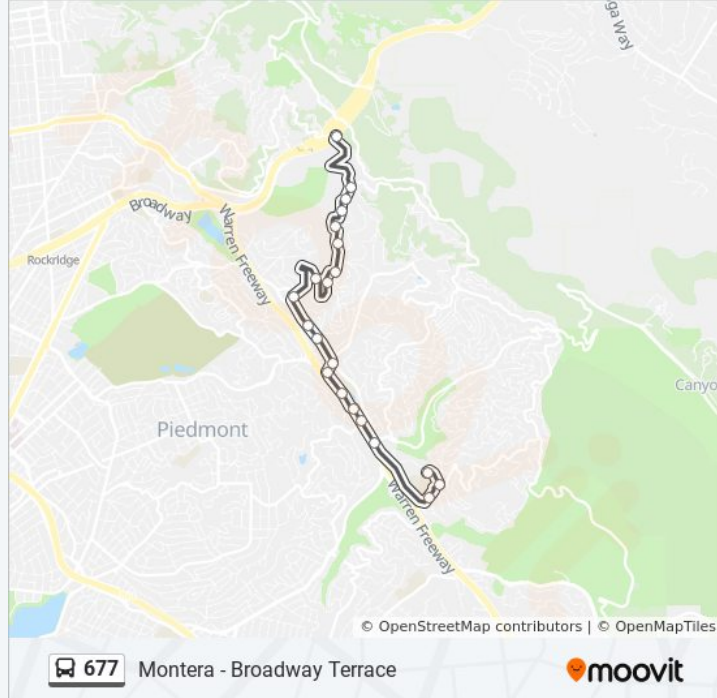 ga Way
Broadway
Warren Freeway
Rockridge
Canyo
Piedmont
Warren Freeway
© OpenStreetMap contributors | © OpenMapTiles
677 Montera - Broadway Terrace
moovit